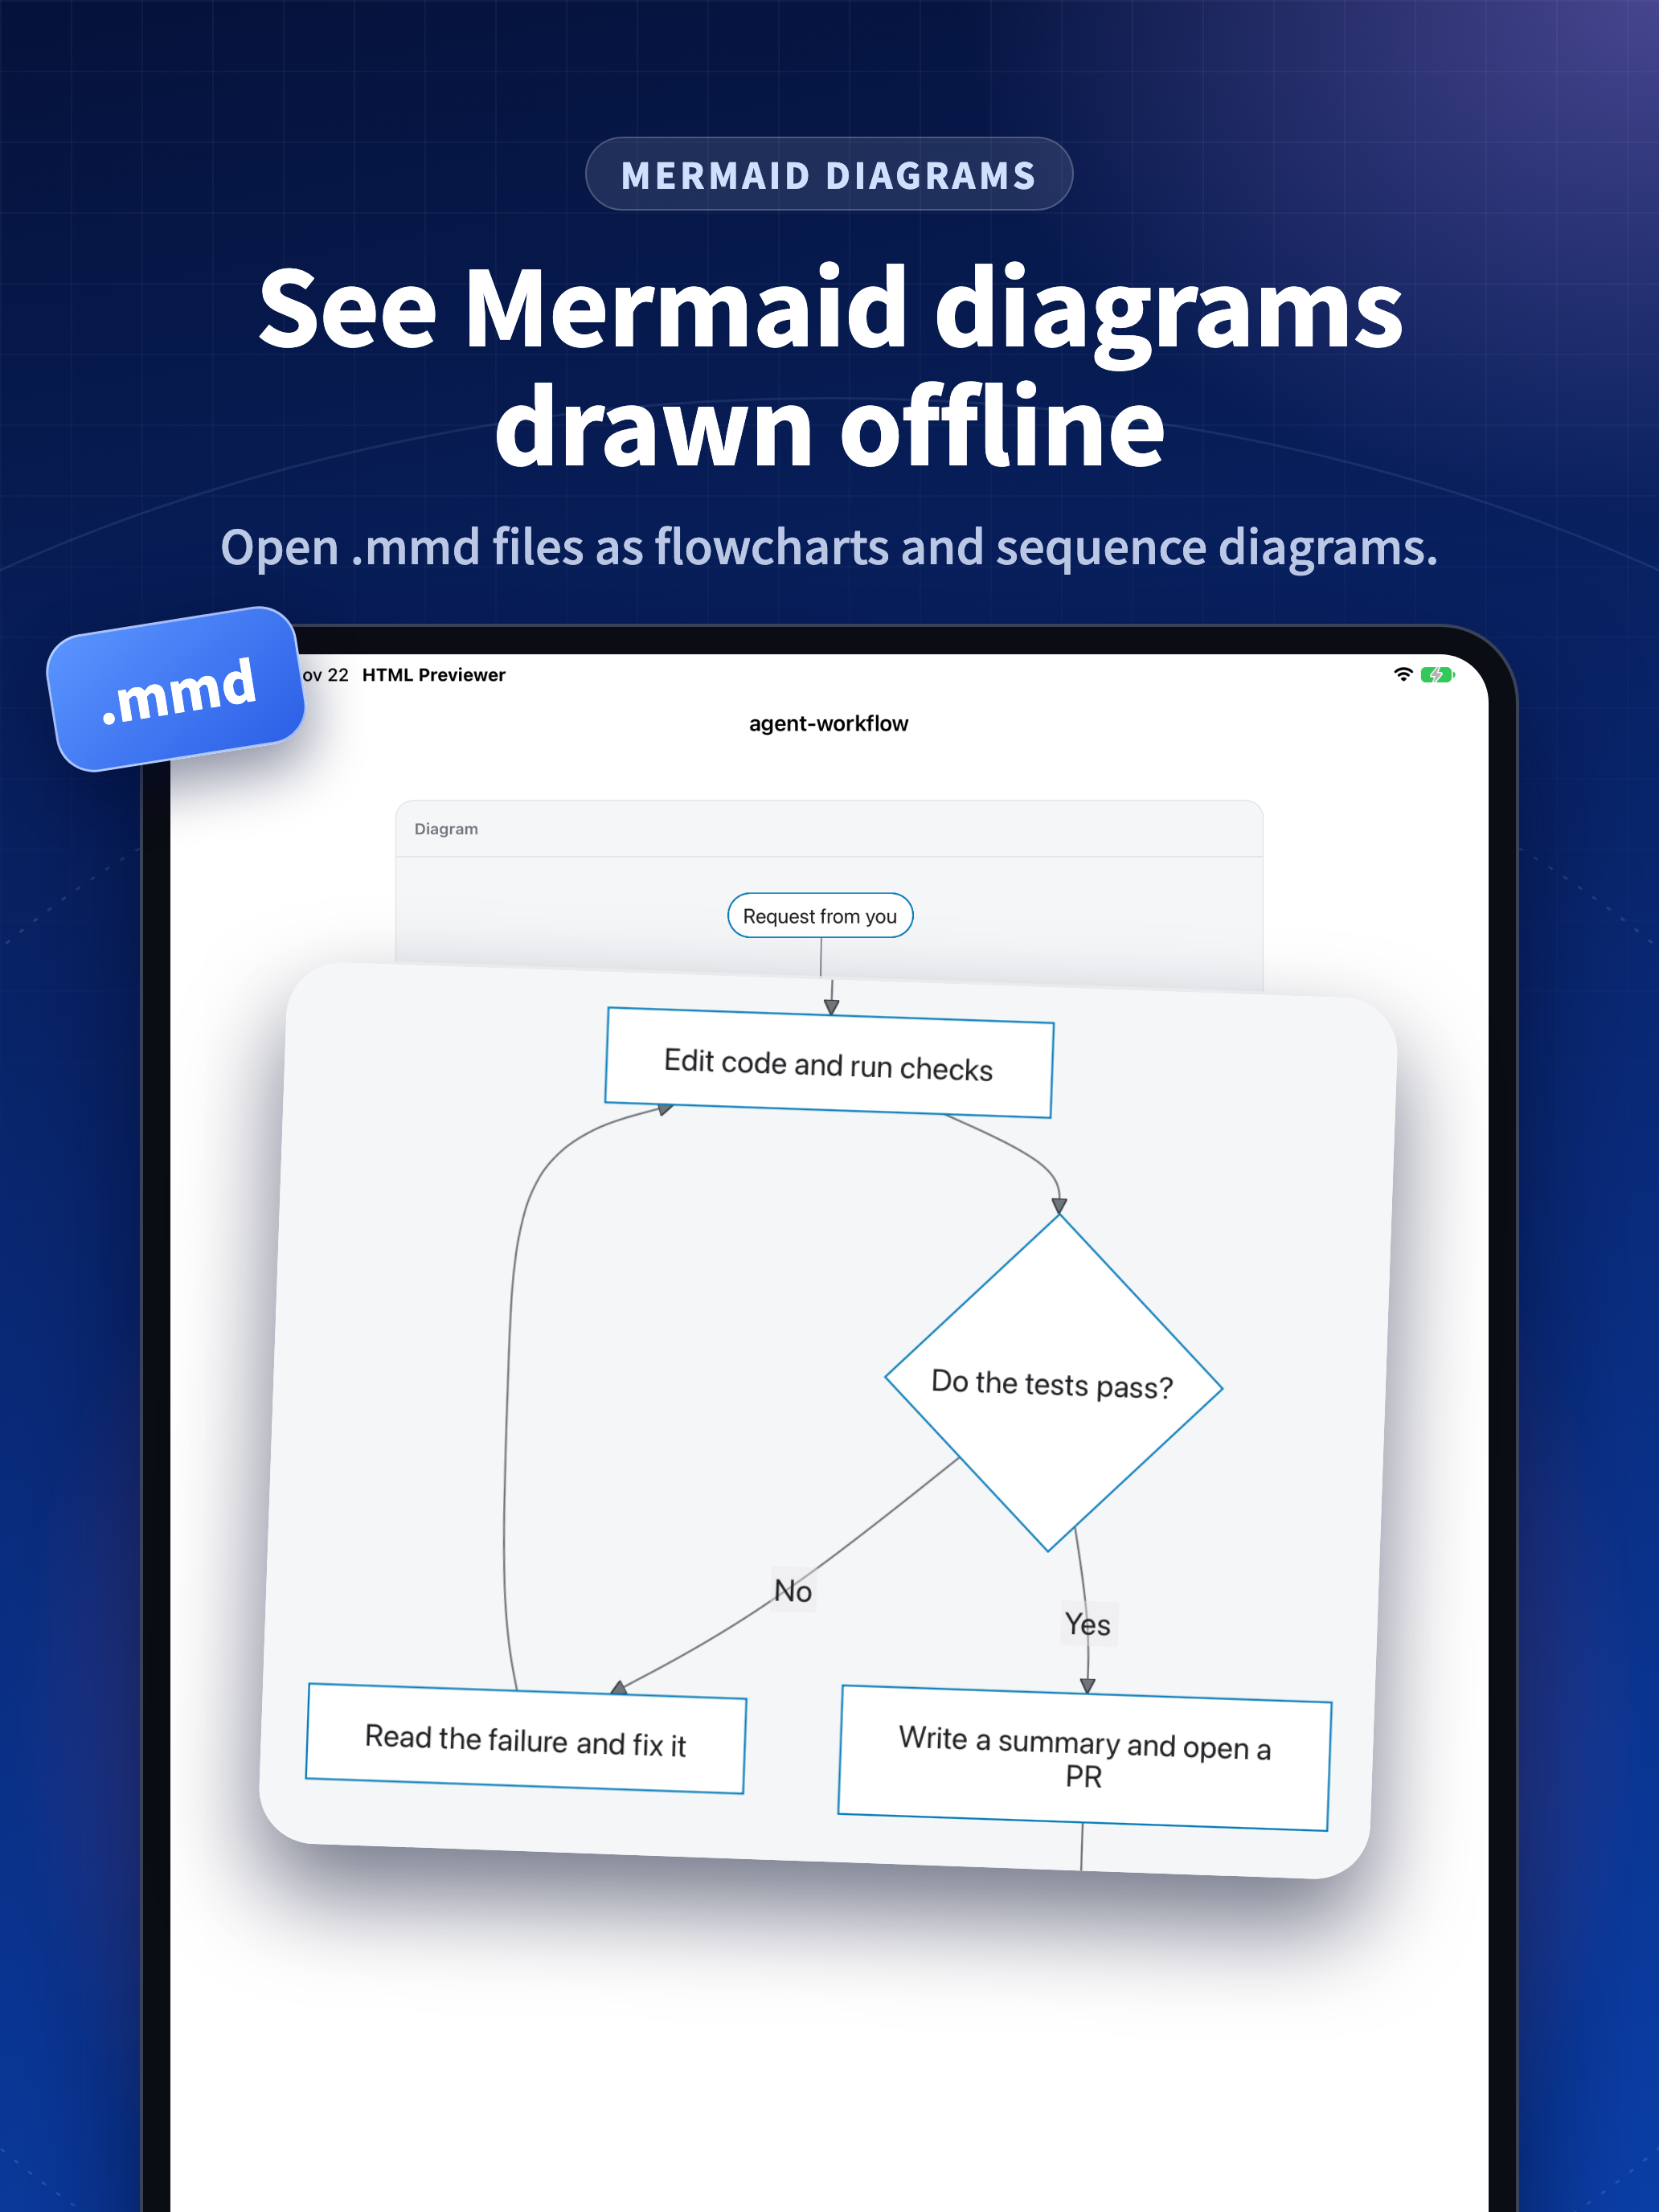 MERMAID DIAGRAMS
See Mermaid diagrams
drawn offline
Open .mmd files as flowcharts and sequence diagrams.
.mmd
ov 22 HTML Previewer
agent-workflow
Diagram
Request from you
Edit code and run checks
Do the tests pass?
No
Yes
Read the failure and fix it
Write a summary and open a
PR